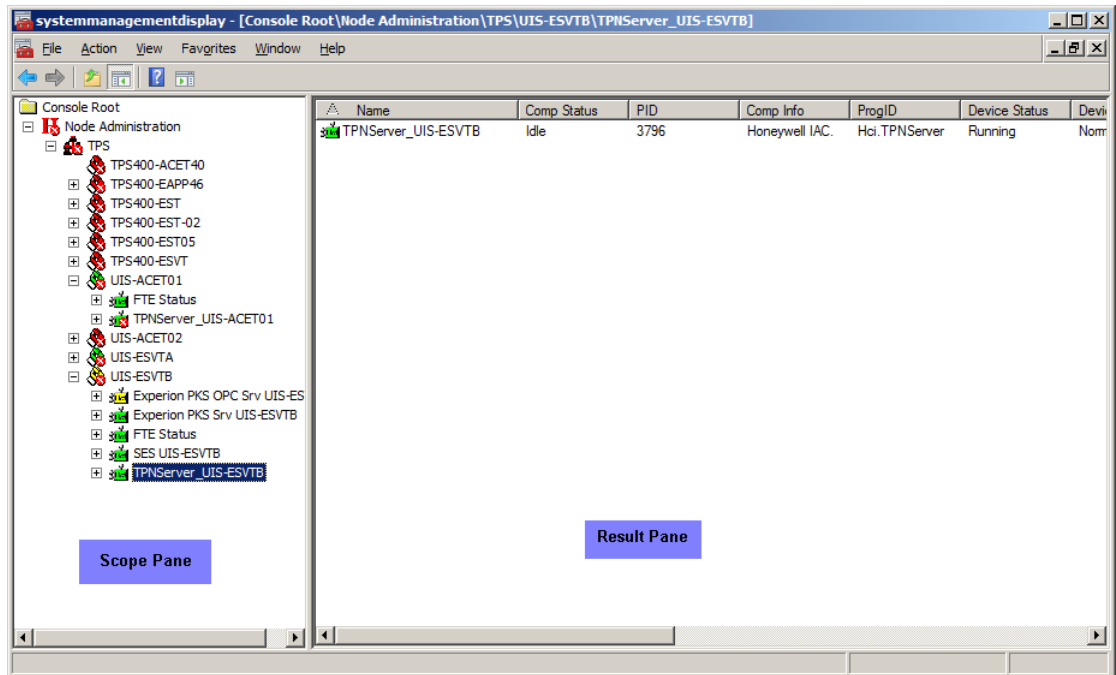 systemmanagementdisplay - [Console Root\Node Administration\TPS\UIS-ESVTB\TPNServer_UIS-ESVTB]
File Action View Favorites Window Help
Console Root
Node Administration
TPS
TPS400-ACET40
TPS400-EAPP46
TPS400-EST
TPS400-EST-02
TPS400-EST05
TPS400-ESVT
UIS-ACET01
FTE Status
TPNServer_UIS-ACET01
UIS-ACET02
UIS-ESVTA
UIS-ESVTB
Experion PKS OPC Srv UIS-ES
Experion PKS Srv UIS-ESVTB
FTE Status
SES UIS-ESVTB
TPNServer_UIS-ESVTB
Scope Pane
Name Comp Status PID Comp Info ProgID Device Status Devi
TPNServer_UIS-ESVTB Idle 3796 Honeywell IAC. Hci.TPNServer Running Norm
Result Pane